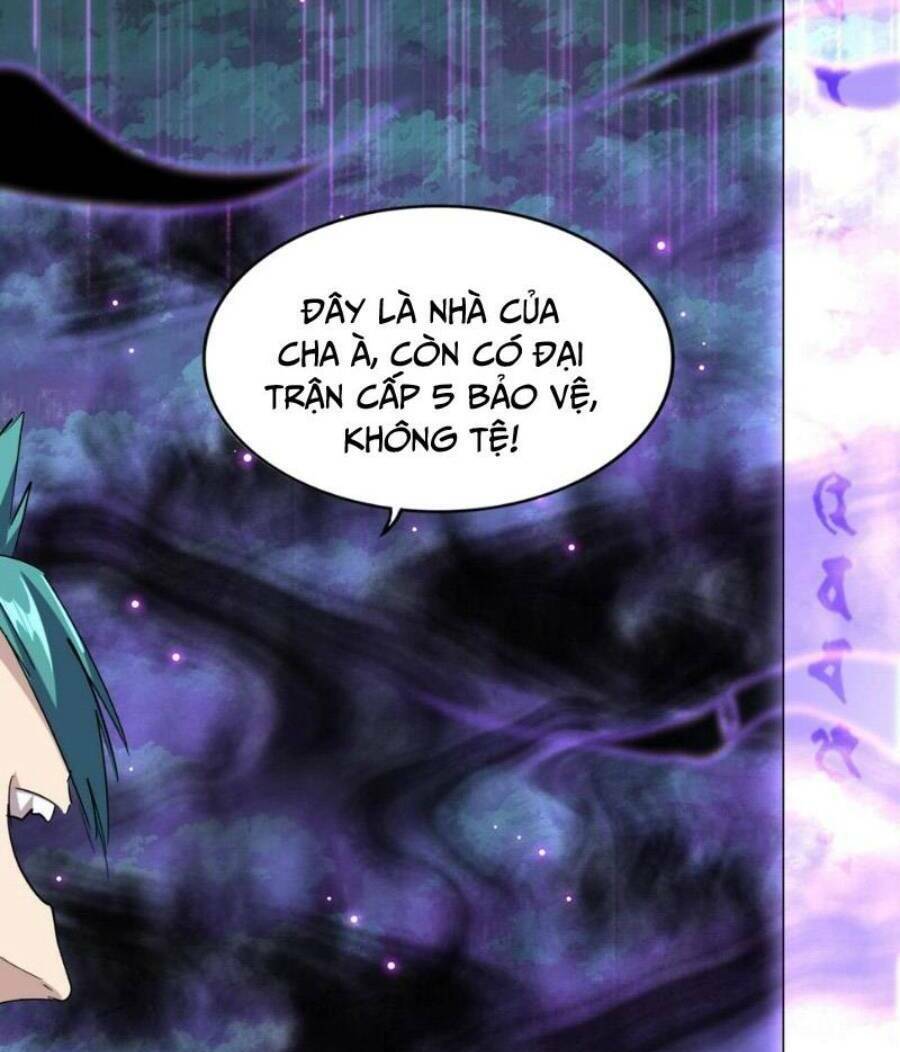 ĐÂY LÀ NHÀ CỦA
CHA À, CÒN CÓ ĐẠI
TRẬN CẤP 5 BẢO VỆ,
KHÔNG TỆ!